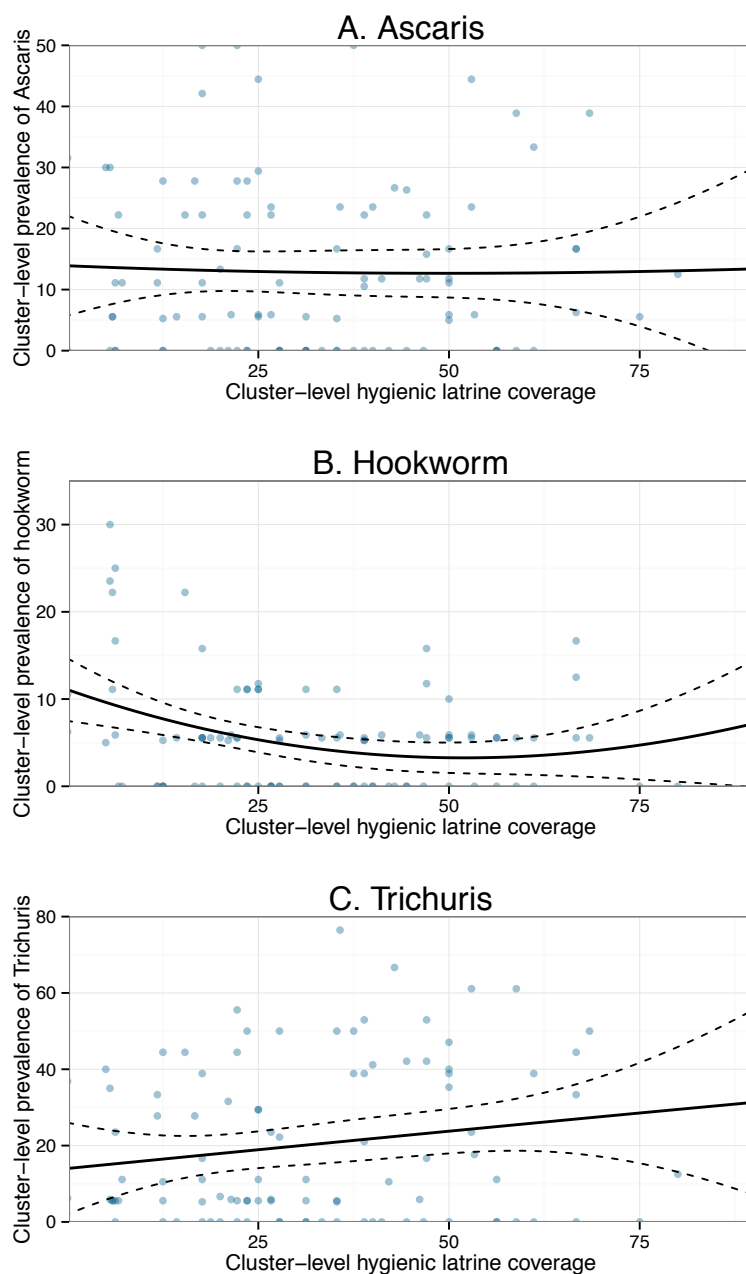 A. Ascaris
Cluster−level prevalence of Ascaris
50
40
30
20
10
0
25
50
75
Cluster−level hygienic latrine coverage
B. Hookworm
Cluster−level prevalence of hookworm
30
20
10
0
25
50
75
Cluster−level hygienic latrine coverage
C. Trichuris
Cluster−level prevalence of Trichuris
80
60
40
20
0
25
50
75
Cluster−level hygienic latrine coverage